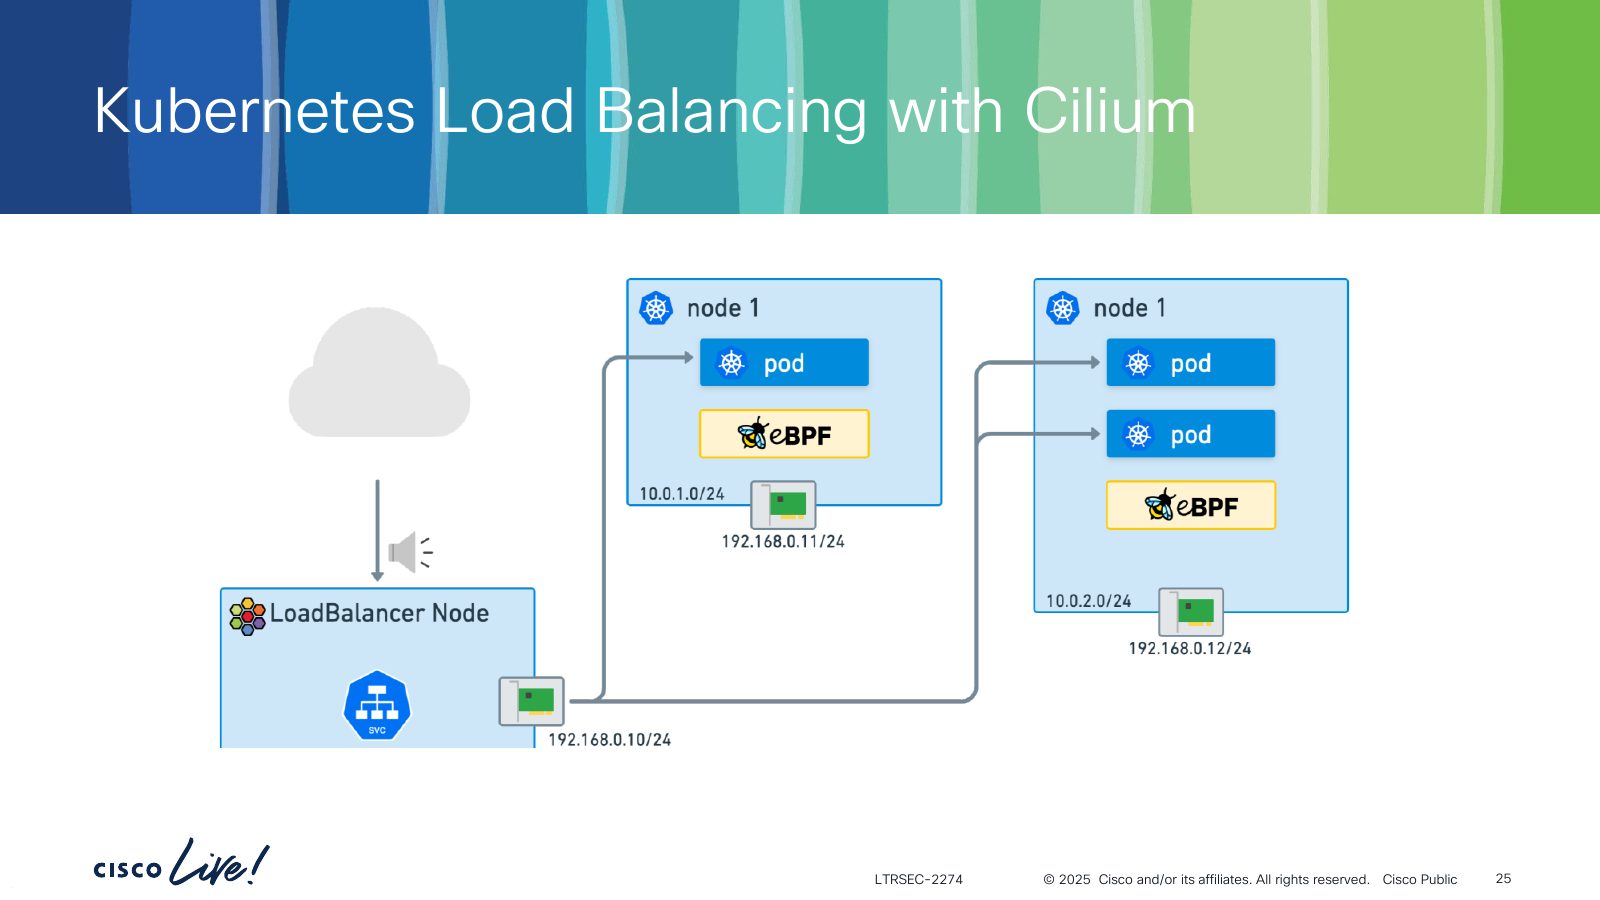 Kubernetes Load Balancing with Cilium
node 1
pod
eBPF
10.0.1.0/24
192.168.0.11/24
node 1
pod
pod
eBPF
10.0.2.0/24
192.168.0.12/24
LoadBalancer Node
svc
192.168.0.10/24
CISCO Live!
LTRSEC-2274
© 2025 Cisco and/or its affiliates. All rights reserved. Cisco Public
25